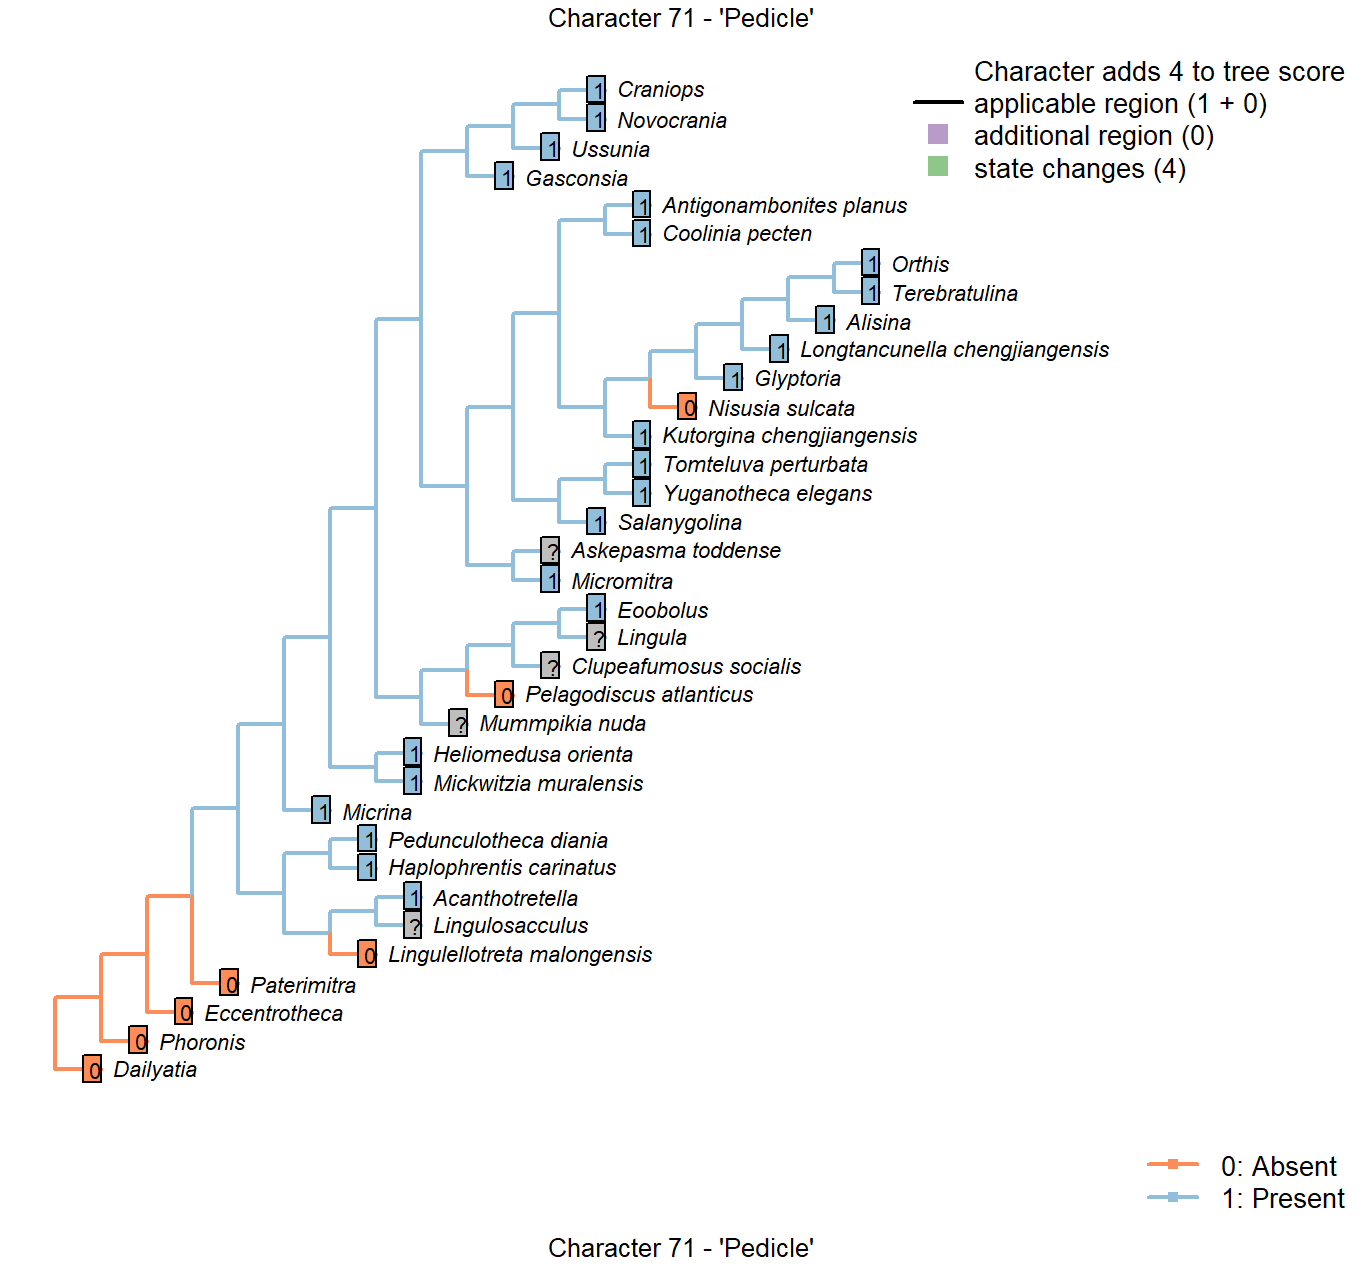 Character 71 - 'Pedicle'
Character adds 4 to tree score
applicable region (1 + 0)
additional region (0)
state changes (4)
1 Craniops
1 Novocrania
1 Ussunia
1 Gasconsia
1 Antigonambonites planus
1 Coolinia pecten
1 Orthis
1 Terebratulina
1 Alisina
1 Longtancunella chengjiangensis
1 Glyptoria
0 Nisusia sulcata
1 Kutorgina chengjiangensis
1 Tomteluva perturbata
1 Yuganotheca elegans
1 Salanygolina
? Askepasma toddense
1 Micromitra
1 Eoobolus
? Lingula
? Clupeafumosus socialis
0 Pelagodiscus atlanticus
? Mummpikia nuda
1 Heliomedusa orienta
1 Mickwitzia muralensis
1 Micrina
1 Pedunculotheca diania
1 Haplophrentis carinatus
1 Acanthotretella
? Lingulosacculus
0 Lingulellotreta malongensis
0 Paterimitra
0 Eccentrotheca
0 Phoronis
0 Dailyatia
0: Absent
1: Present
Character 71 - 'Pedicle'